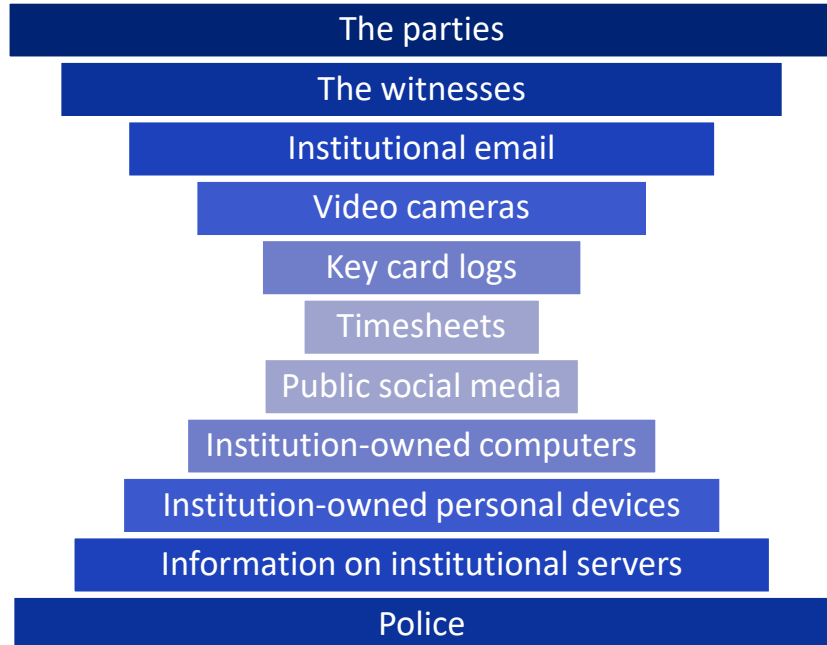 The parties
The witnesses
Institutional email
Video cameras
Key card logs
Timesheets
Public social media
Institution-owned computers
Institution-owned personal devices
Information on institutional servers
Police